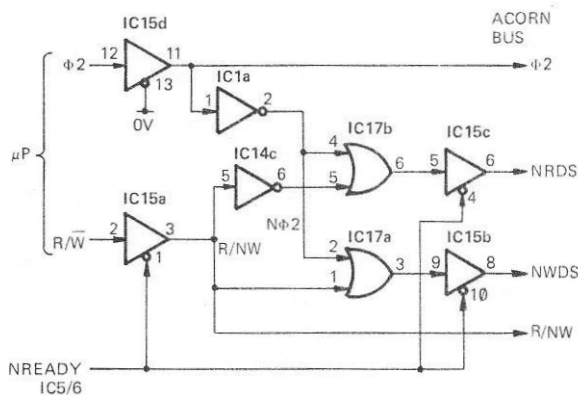 IC15d
ACORN
BUS
12
Φ2
11
13
0V
IC1a
1
2
Φ2
μP
IC17b
IC15c
4
5
6
5
6
4
NRDS
IC14c
5
6
IC15a
R/W̅
2
3
1
R/NW
NΦ2
IC17a
IC15b
2
1
3
9
8
10
NWDS
R/NW
NREADY
IC5/6